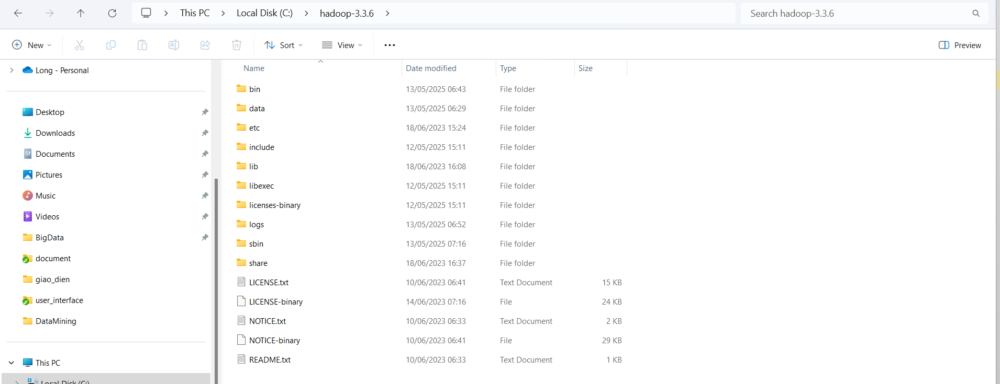 This PC > Local Disk (C:) > hadoop-3.3.6 >
Search hadoop-3.3.6
New
Sort
View
Preview
Long - Personal
Desktop
Downloads
Documents
Pictures
Music
Videos
BigData
document
giao_dien
user_interface
DataMining
This PC
Local Disk (C:)
Name Date modified Type Size
bin 13/05/2025 06:43 File folder
data 13/05/2025 06:29 File folder
etc 18/06/2023 15:24 File folder
include 12/05/2025 15:11 File folder
lib 18/06/2023 16:08 File folder
libexec 12/05/2025 15:11 File folder
licenses-binary 12/05/2025 15:11 File folder
logs 13/05/2025 06:52 File folder
sbin 13/05/2025 07:16 File folder
share 18/06/2023 16:37 File folder
LICENSE.txt 10/06/2023 06:41 Text Document 15 KB
LICENSE-binary 14/06/2023 07:16 File 24 KB
NOTICE.txt 10/06/2023 06:33 Text Document 2 KB
NOTICE-binary 10/06/2023 06:41 File 29 KB
README.txt 10/06/2023 06:33 Text Document 1 KB